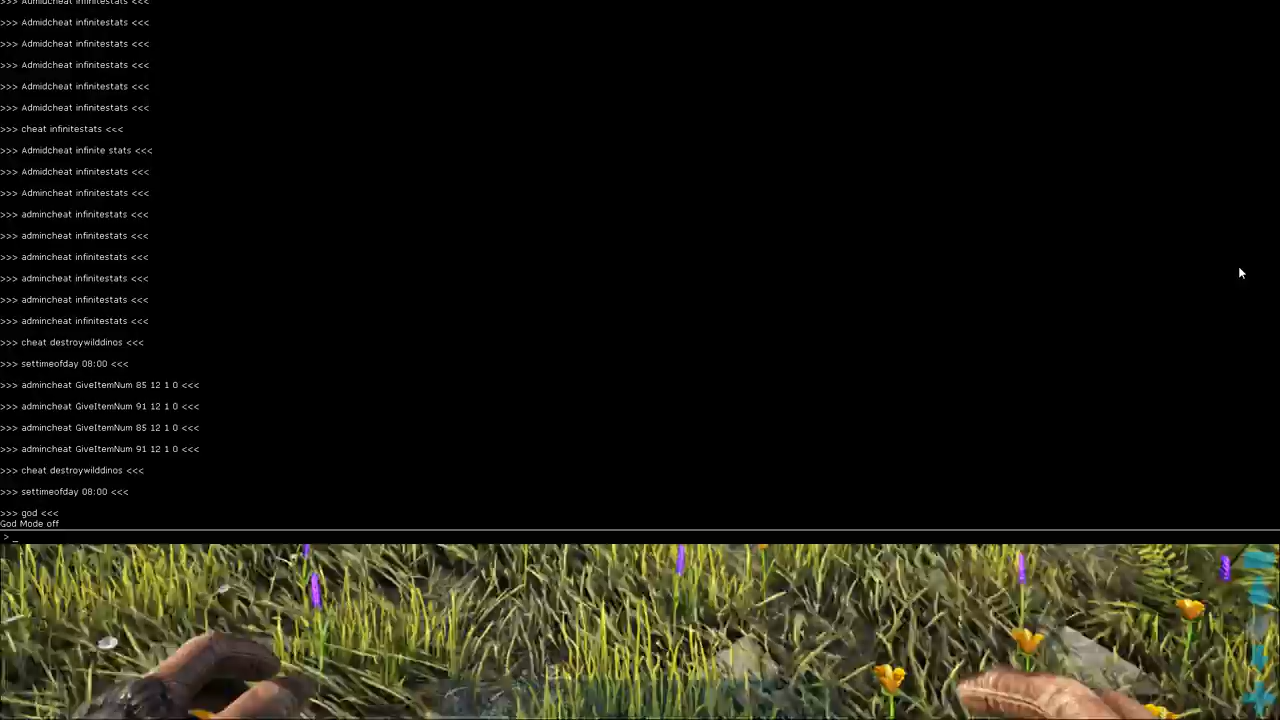 >>> Admidcheat infinitestats <<<
>>> Admidcheat infinitestats <<<
>>> Admidcheat infinitestats <<<
>>> Admidcheat infinitestats <<<
>>> Admidcheat infinitestats <<<
>>> Admidcheat infinitestats <<<
>>> cheat infinitestats <<<
>>> Admidcheat infinite stats <<<
>>> Admidcheat infinitestats <<<
>>> Admincheat infinitestats <<<
>>> admincheat infinitestats <<<
>>> admincheat infinitestats <<<
>>> admincheat infinitestats <<<
>>> admincheat infinitestats <<<
>>> admincheat infinitestats <<<
>>> admincheat infinitestats <<<
>>> cheat destroywilddinos <<<
>>> settimeofday 08:00 <<<
>>> admincheat GiveItemNum 85 12 1 0 <<<
>>> admincheat GiveItemNum 91 12 1 0 <<<
>>> admincheat GiveItemNum 85 12 1 0 <<<
>>> admincheat GiveItemNum 91 12 1 0 <<<
>>> cheat destroywilddinos <<<
>>> settimeofday 08:00 <<<
>>> god <<<
God Mode off
> _